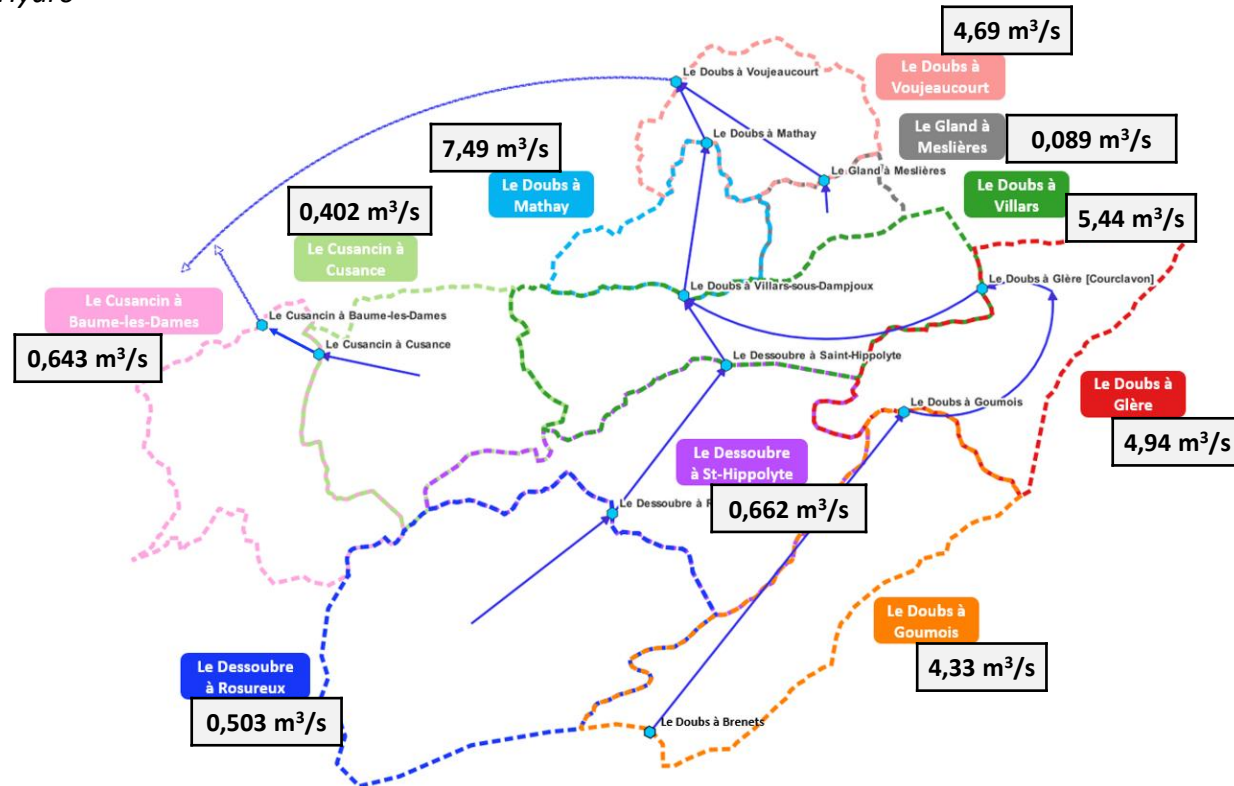 4,69 m³/s
Le Doubs à Voujeaucourt
Le Doubs à
Voujeaucourt
Le Doubs à Mathay
Le Gland à
Meslières
0,089 m³/s
7,49 m³/s
Le Doubs à
Mathay
Le Gland à Meslières
Le Doubs à
Villars
0,402 m³/s
5,44 m³/s
Le Cusancin à
Cusance
Le Doubs à Villars-sous-Dampjoux
Le Doubs à Glère [Courclavon]
Le Cusancin à
Baume-les-Dames
Le Cusancin à Baume-les-Dames
Le Cusancin à Cusance
0,643 m³/s
Le Dessoubre à Saint-Hippolyte
Le Doubs à
Glère
Le Doubs à Goumois
4,94 m³/s
Le Dessoubre
à St-Hippolyte
Le Dessoubre à
0,662 m³/s
Le Doubs à
Goumois
4,33 m³/s
Le Dessoubre
à Rosureux
0,503 m³/s
Le Doubs à Brenets